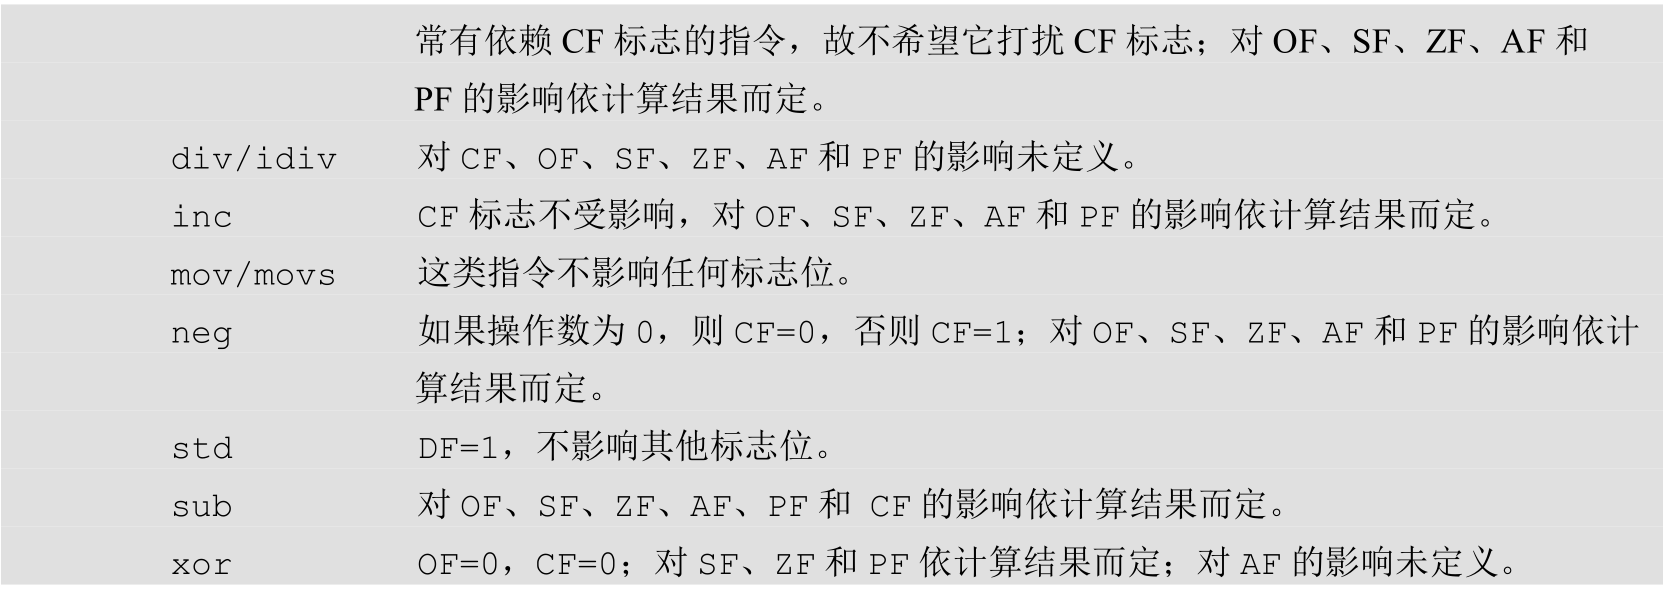 常有依赖 CF 标志的指令，故不希望它打扰 CF 标志；对 OF、SF、ZF、AF 和
PF 的影响依计算结果而定。
div/idiv 对 CF、OF、SF、ZF、AF 和 PF 的影响未定义。
inc CF 标志不受影响，对 OF、SF、ZF、AF 和 PF 的影响依计算结果而定。
mov/movs 这类指令不影响任何标志位。
neg 如果操作数为 0，则 CF=0，否则 CF=1；对 OF、SF、ZF、AF 和 PF 的影响依计
算结果而定。
std DF=1，不影响其他标志位。
sub 对 OF、SF、ZF、AF、PF 和 CF 的影响依计算结果而定。
xor OF=0，CF=0；对 SF、ZF 和 PF 依计算结果而定；对 AF 的影响未定义。